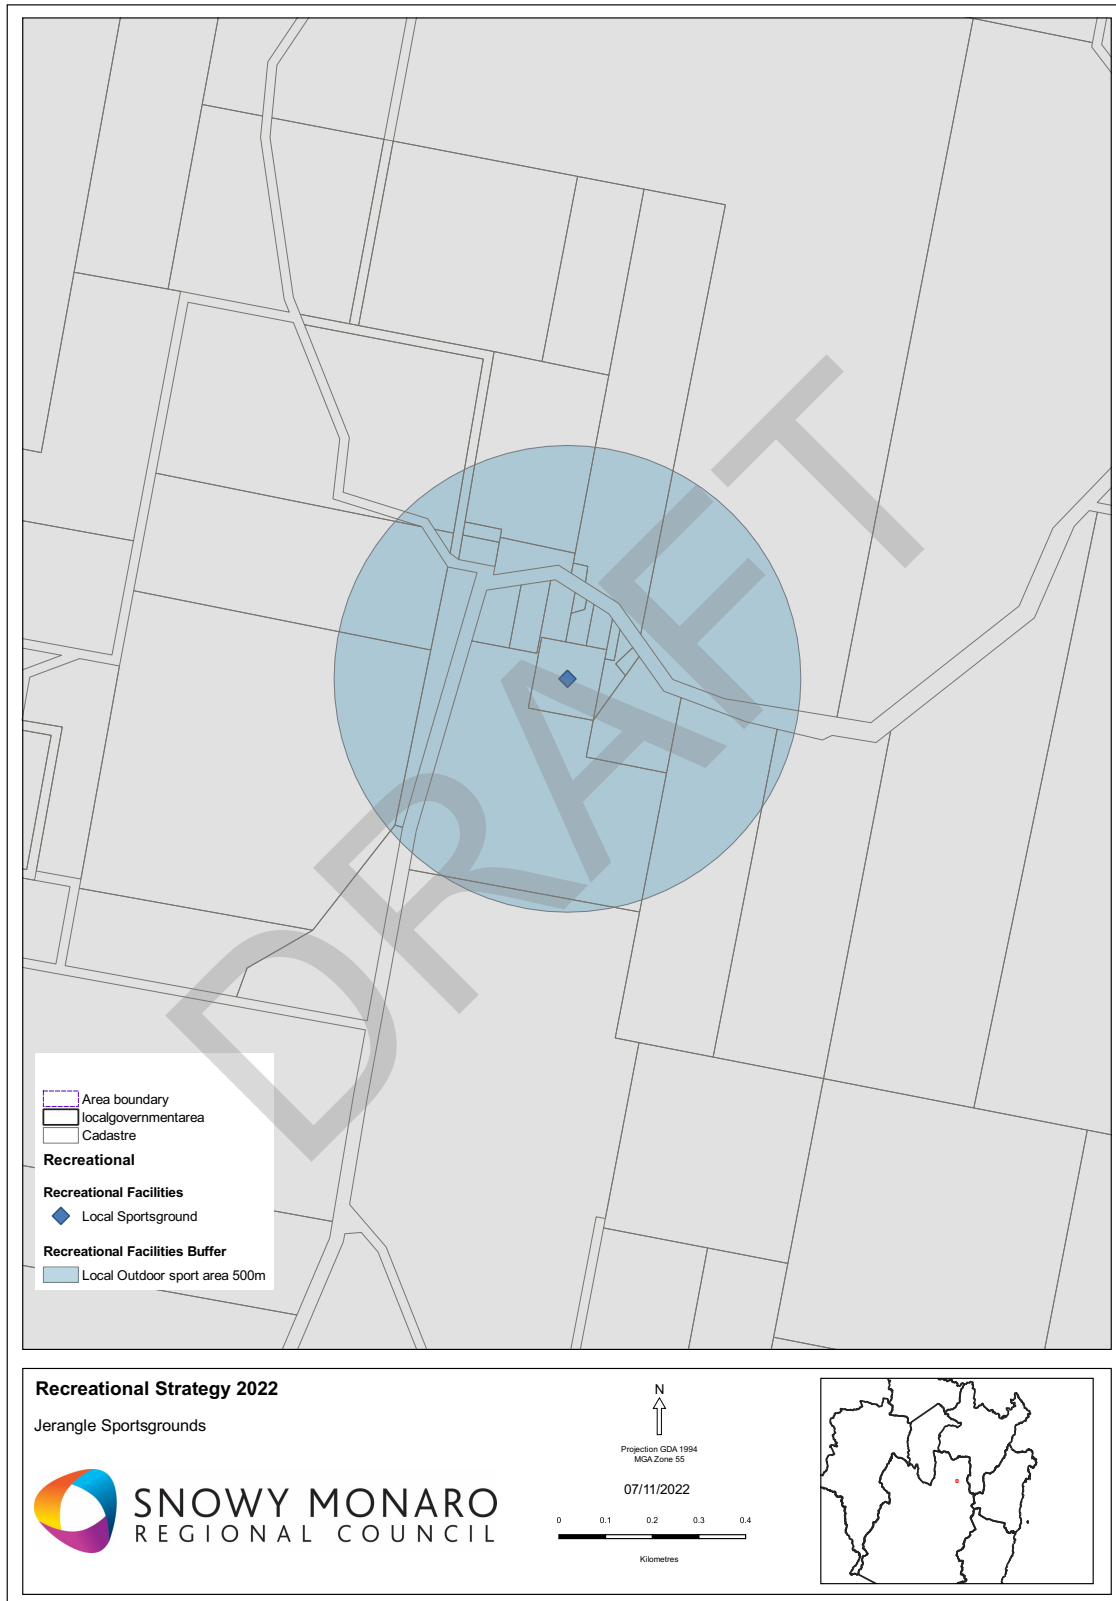 DRAFT
Area boundary
localgovernmentarea
Cadastre
Recreational
Recreational Facilities
Local Sportsground
Recreational Facilities Buffer
Local Outdoor sport area 500m
Recreational Strategy 2022
Jerangle Sportsgrounds
SNOWY MONARO
REGIONAL COUNCIL
N
Projection GDA 1994
MGA Zone 55
07/11/2022
0 0.1 0.2 0.3 0.4
Kilometres